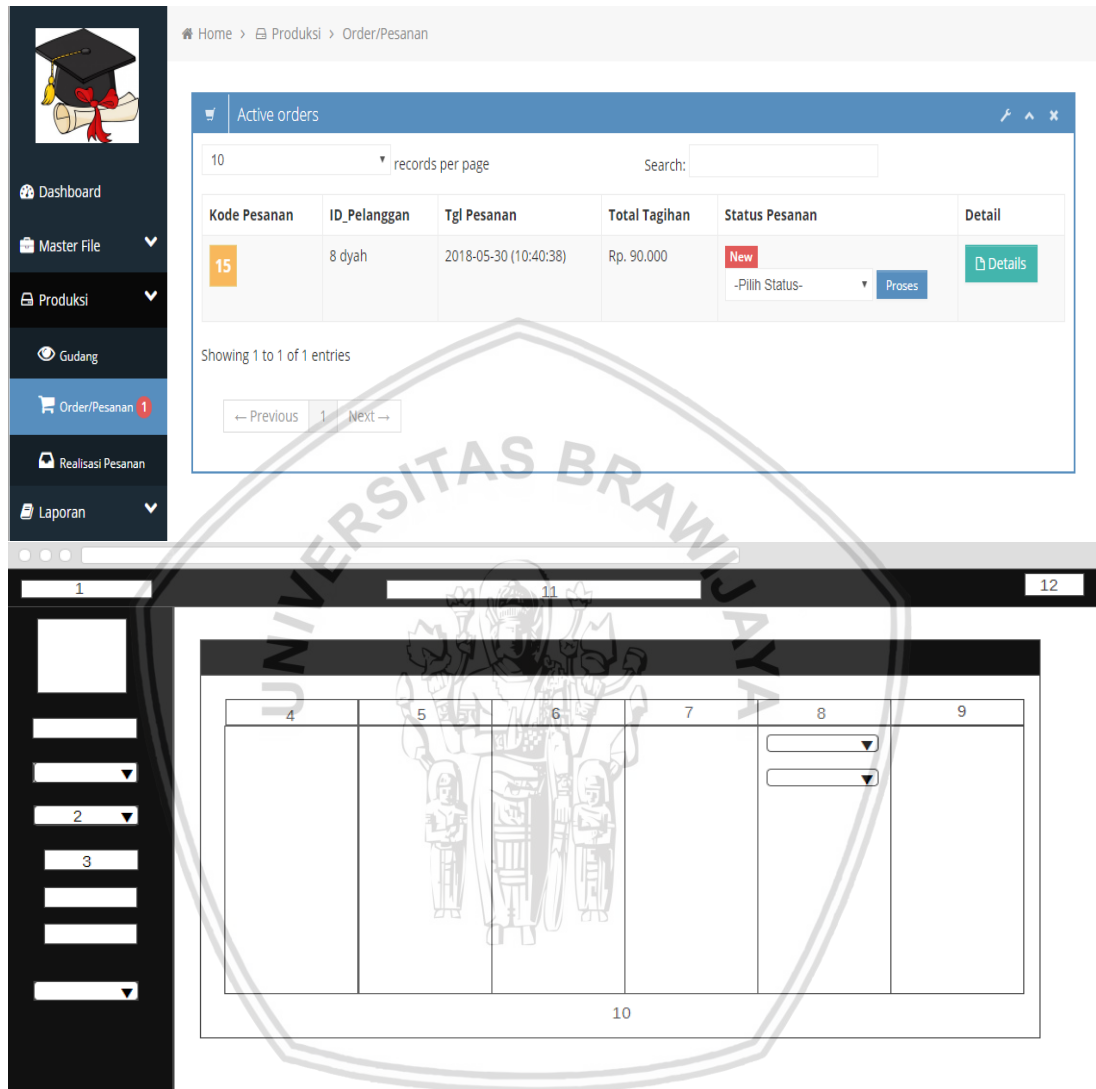 Home > Produksi > Order/Pesanan
Active orders
10 records per page Search:
Dashboard
Master File
Produksi
Gudang
Order/Pesanan 1
Realisasi Pesanan
Laporan
Kode Pesanan ID_Pelanggan Tgl Pesanan Total Tagihan Status Pesanan Detail
15 8 dyah 2018-05-30 (10:40:38) Rp. 90.000 New Details
-Pilih Status- Proses
Showing 1 to 1 of 1 entries
← Previous 1 Next →
UNIVERSITAS BRAWIJAYA
1 11 12
2
3
4 5 6 7 8 9
10